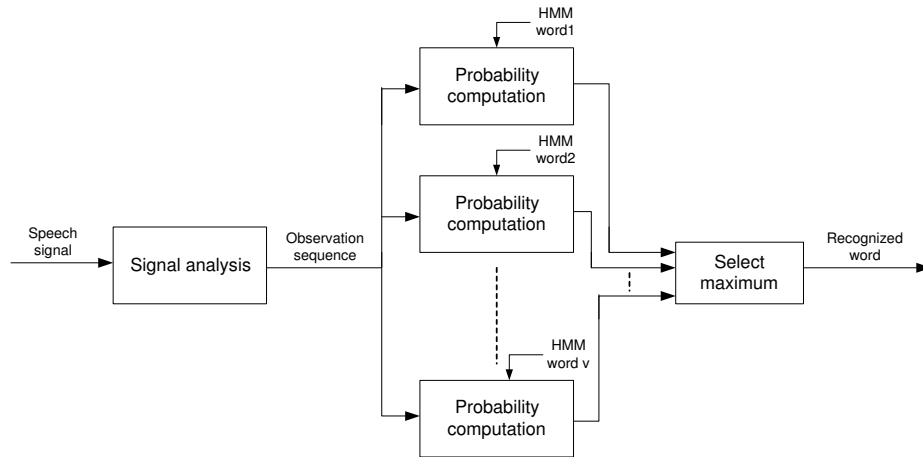 HMM
word1
Probability
computation
HMM
word2
Probability
computation
Speech
signal
Signal analysis
Observation
sequence
Select
maximum
Recognized
word
HMM
word v
Probability
computation